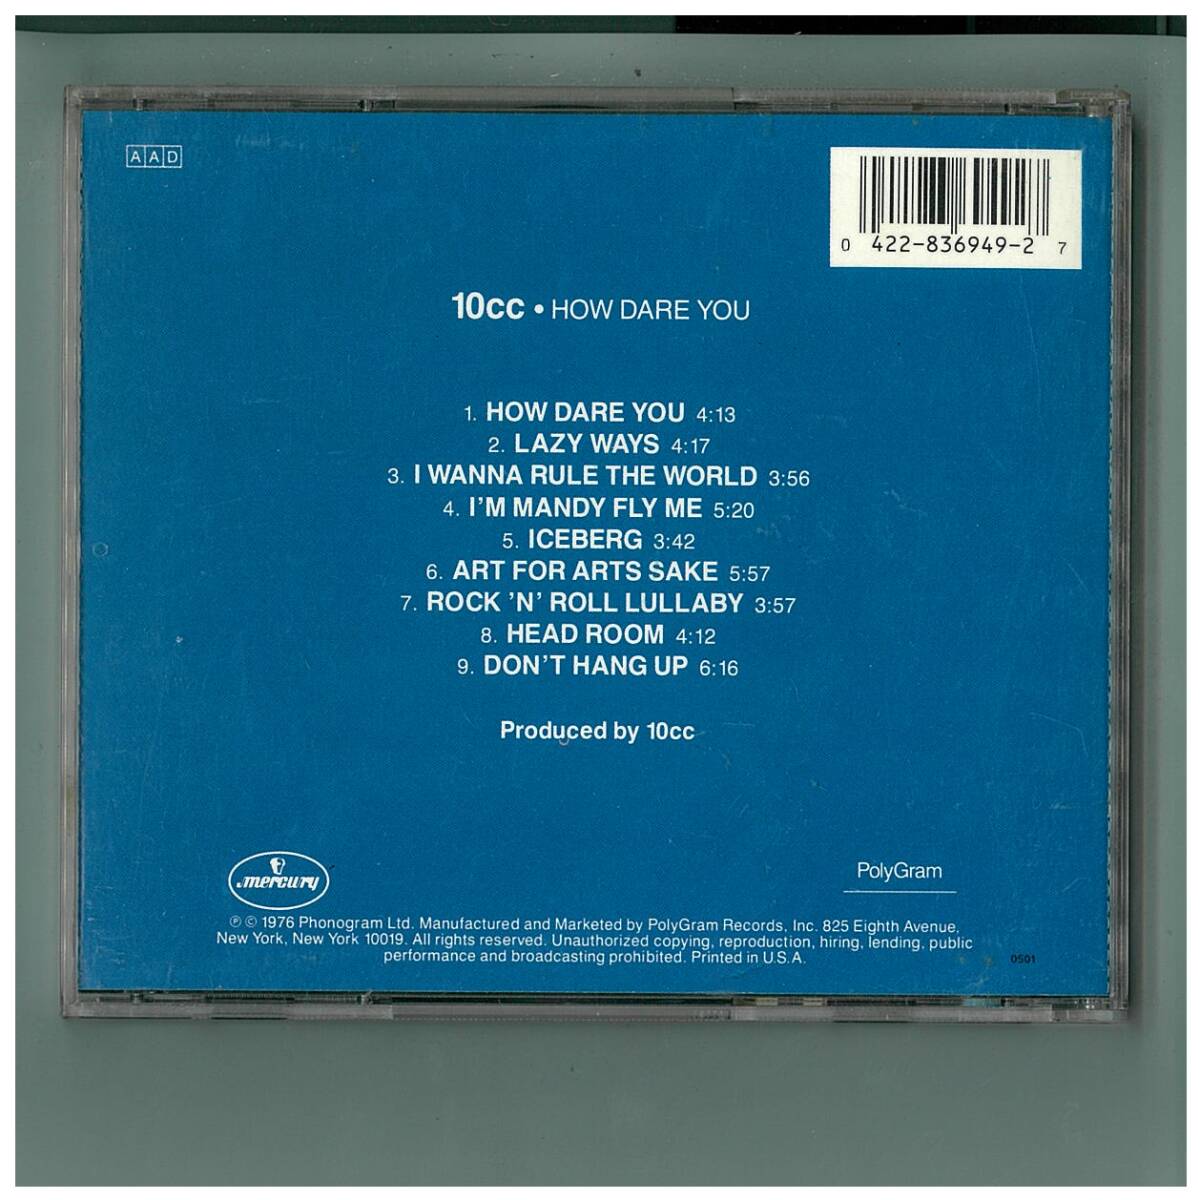 AAD
0 422-836949-2 7
10cc • HOW DARE YOU
1. HOW DARE YOU 4:13
2. LAZY WAYS 4:17
3. I WANNA RULE THE WORLD 3:56
4. I'M MANDY FLY ME 5:20
5. ICEBERG 3:42
6. ART FOR ARTS SAKE 5:57
7. ROCK 'N' ROLL LULLABY 3:57
8. HEAD ROOM 4:12
9. DON'T HANG UP 6:16
Produced by 10cc
mercury
PolyGram
℗ © 1976 Phonogram Ltd. Manufactured and Marketed by PolyGram Records, Inc. 825 Eighth Avenue,
New York, New York 10019. All rights reserved. Unauthorized copying, reproduction, hiring, lending, public
performance and broadcasting prohibited. Printed in U.S.A.
0501